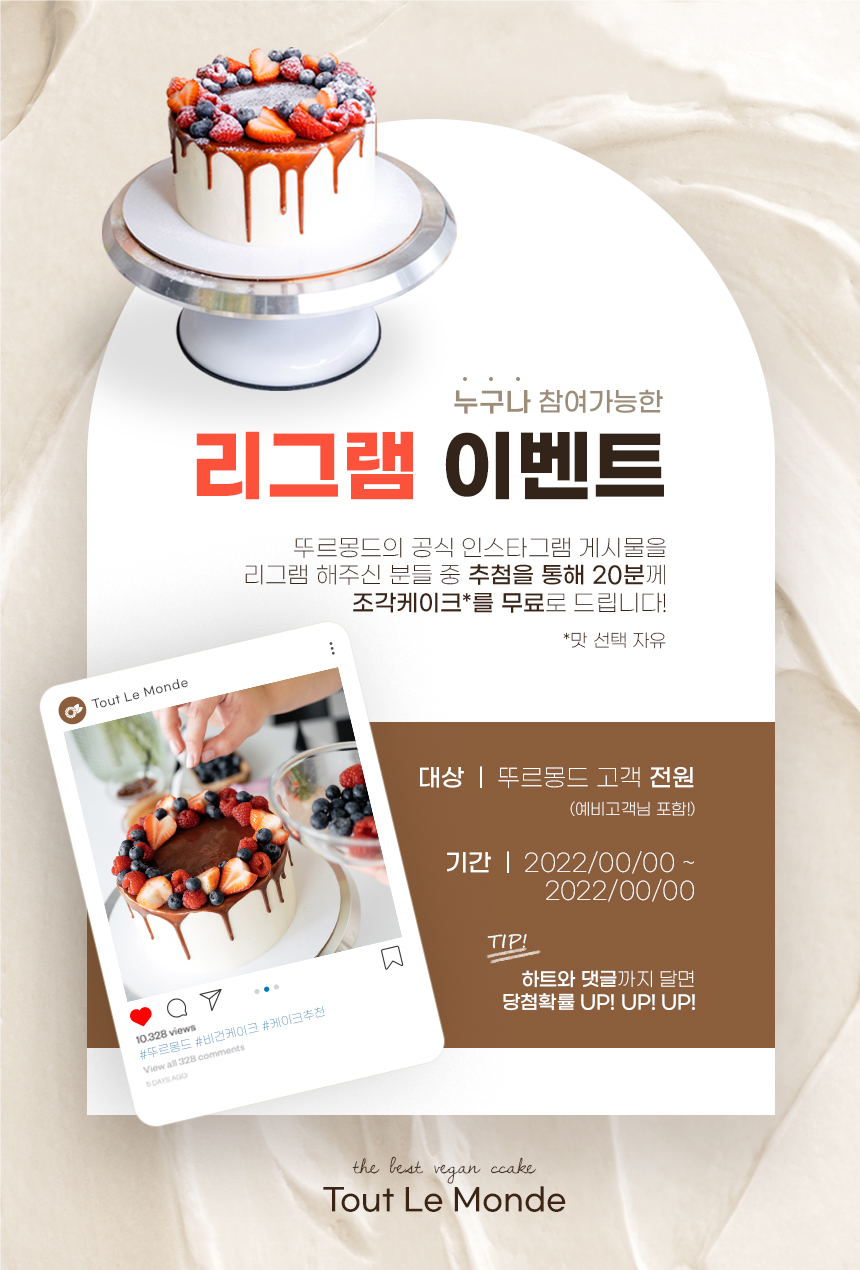 누구나 참여가능한
리그램 이벤트
뚜르몽드의 공식 인스타그램 게시물을
리그램 해주신 분들 중 추첨을 통해 20분께
조각케이크*를 무료로 드립니다!
*맛 선택 자유
Tout Le Monde
10.328 views
#뚜르몽드 #비건케이크 #케이크추천
View all 328 comments
5 DAYS AGO
대상 | 뚜르몽드 고객 전원
(예비고객님 포함!)
기간 | 2022/00/00 ~
2022/00/00
TIP!
하트와 댓글까지 달면
당첨확률 UP! UP! UP!
the best vegan ccake
Tout Le Monde